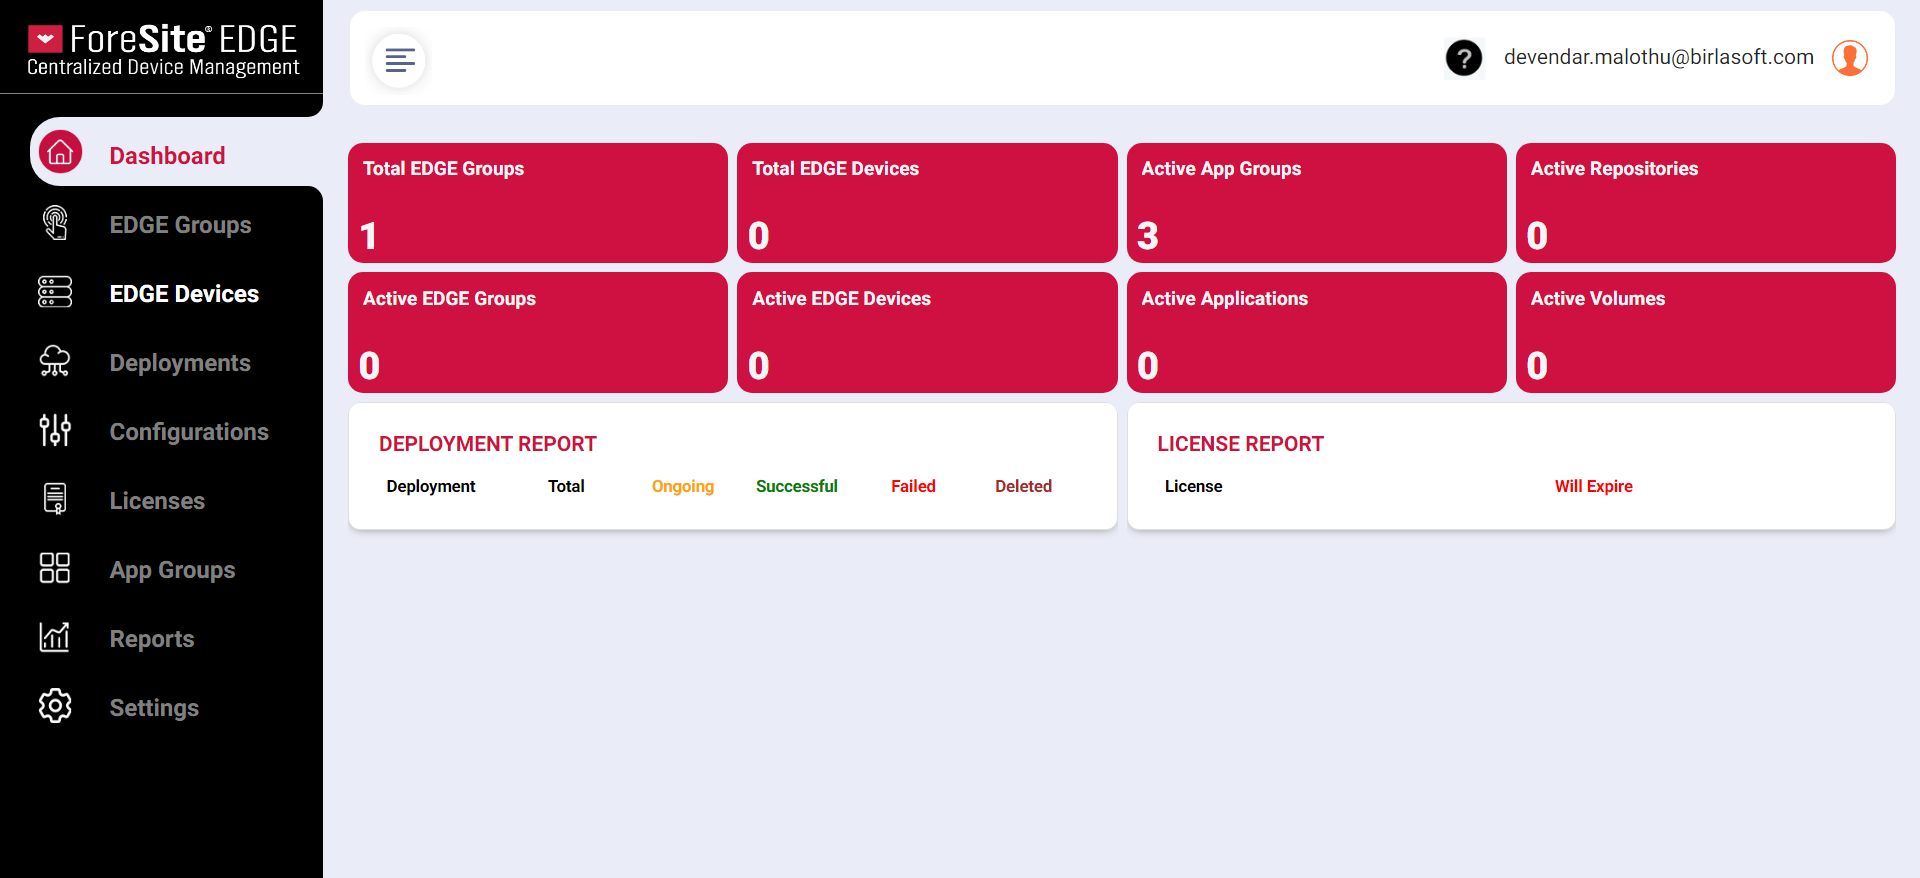 ForeSite® EDGE
Centralized Device Management
Dashboard
EDGE Groups
EDGE Devices
Deployments
Configurations
Licenses
App Groups
Reports
Settings
?
devendar.malothu@birlasoft.com
Total EDGE Groups
1
Total EDGE Devices
0
Active App Groups
3
Active Repositories
0
Active EDGE Groups
0
Active EDGE Devices
0
Active Applications
0
Active Volumes
0
DEPLOYMENT REPORT
Deployment Total Ongoing Successful Failed Deleted
LICENSE REPORT
License Will Expire